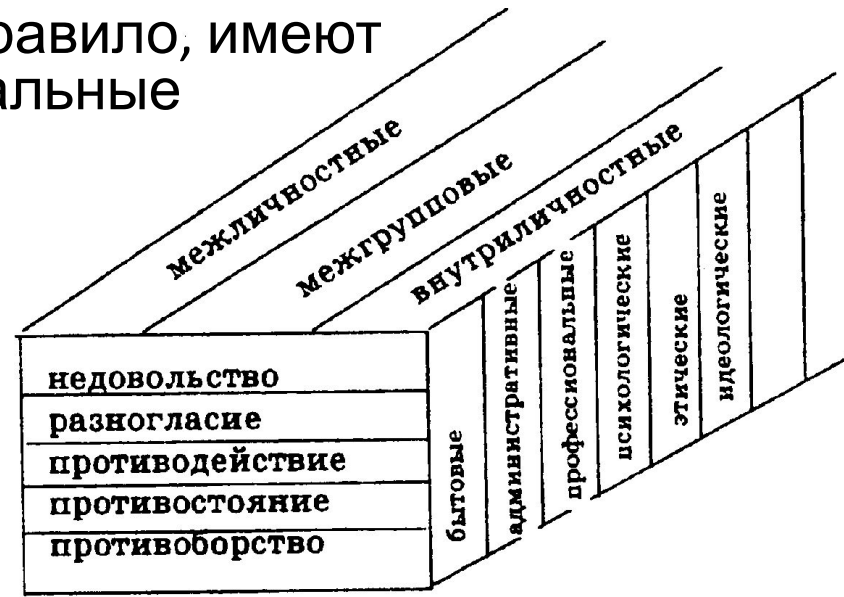 равило, имеют
альные
межличностные
межгрупповые
внутриличностные
недовольство
разногласие
противодействие
противостояние
противоборство
бытовые
административные
профессиональные
психологические
этические
идеологические